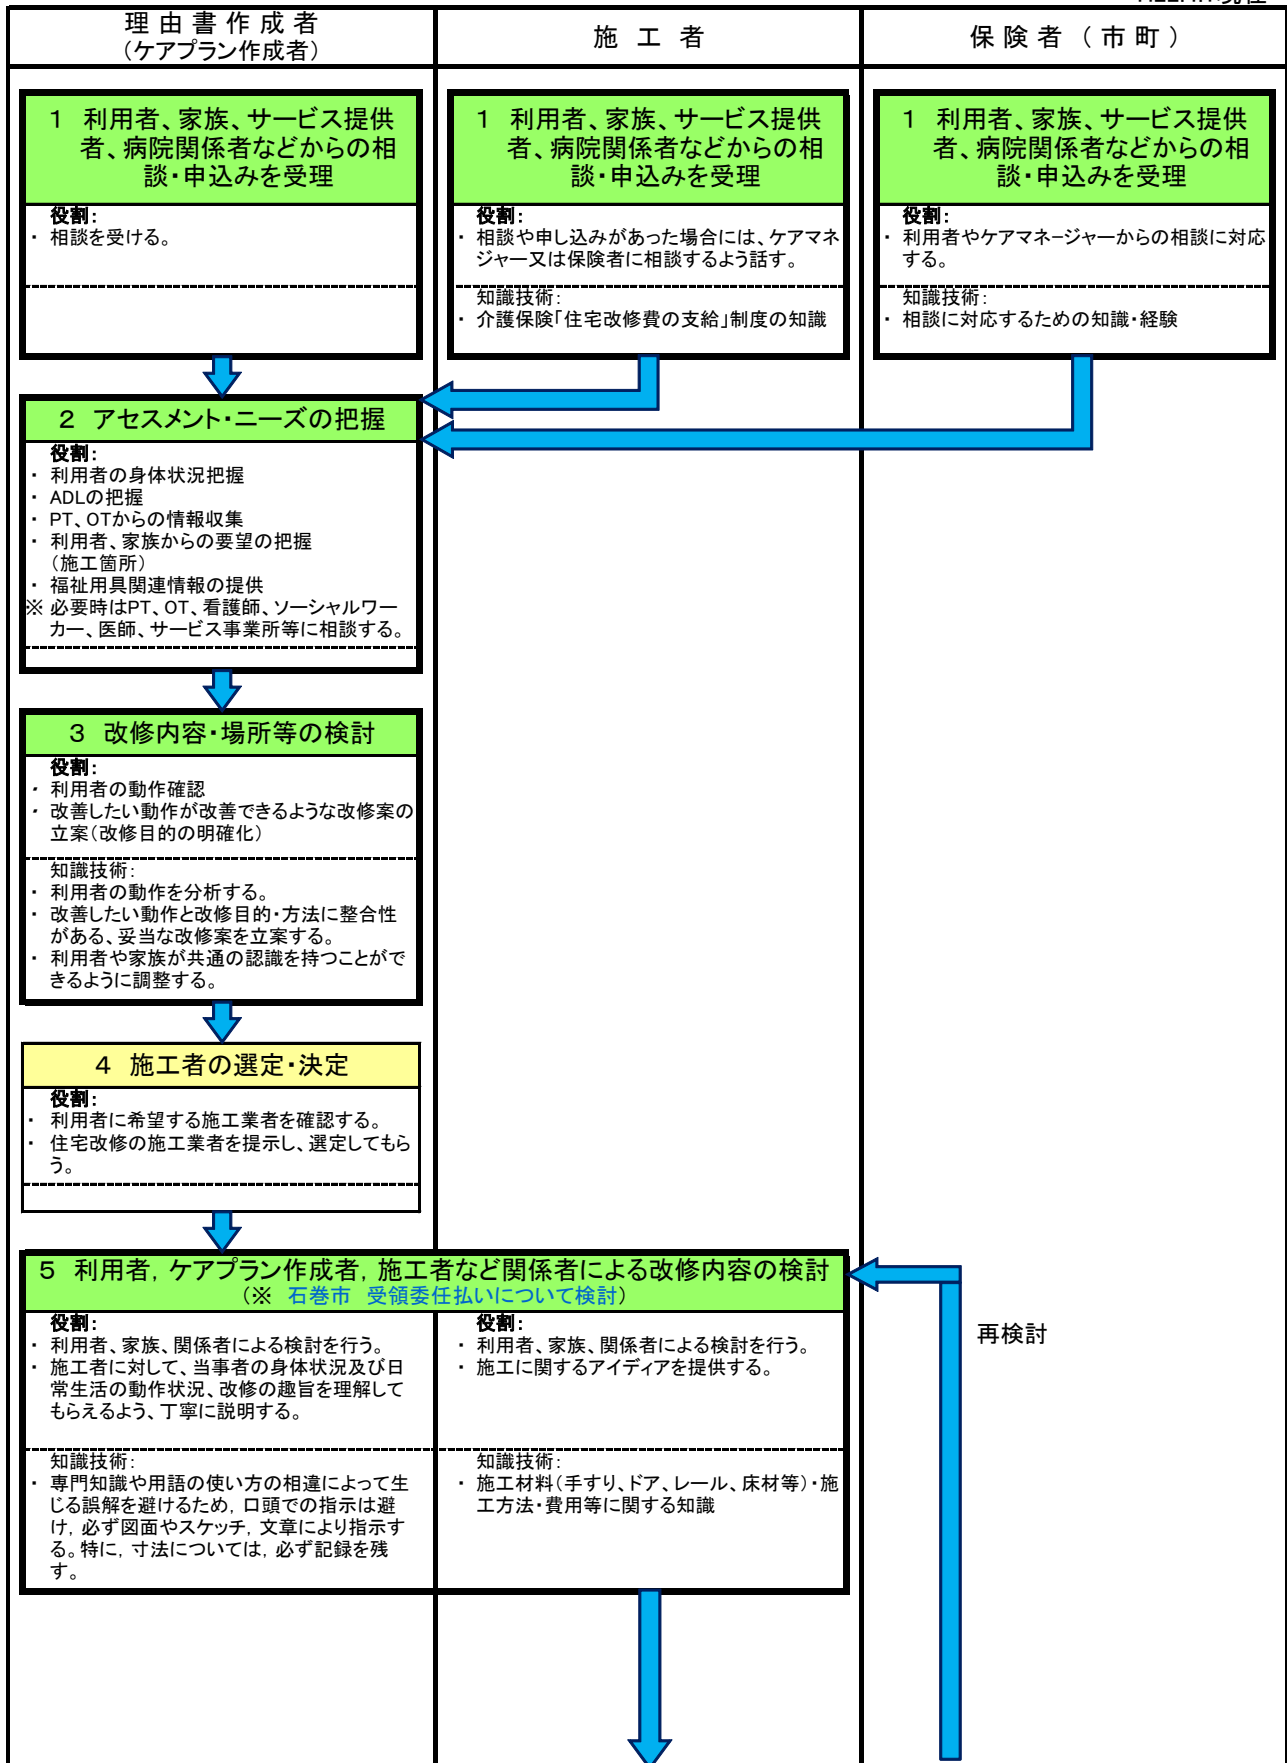 理由書作成者
(ケアプラン作成者)
施工者
保険者（市町）
1 利用者、家族、サービス提供
者、病院関係者などからの相
談・申込みを受理
役割:
・ 相談を受ける。
1 利用者、家族、サービス提供
者、病院関係者などからの相
談・申込みを受理
役割:
・ 相談や申し込みがあった場合には、ケアマネ
ジャー又は保険者に相談するよう話す。
知識技術:
・ 介護保険「住宅改修費の支給」制度の知識
1 利用者、家族、サービス提供
者、病院関係者などからの相
談・申込みを受理
役割:
・ 利用者やケアマネージャーからの相談に対応
する。
知識技術:
・ 相談に対応するための知識・経験
2 アセスメント・ニーズの把握
役割:
・ 利用者の身体状況把握
・ ADLの把握
・ PT、OTからの情報収集
・ 利用者、家族からの要望の把握
(施工箇所)
・ 福祉用具関連情報の提供
※ 必要時はPT、OT、看護師、ソーシャルワー
カー、医師、サービス事業所等に相談する。
3 改修内容・場所等の検討
役割:
・ 利用者の動作確認
・ 改善したい動作が改善できるような改修案の
立案(改修目的の明確化)
知識技術:
・ 利用者の動作を分析する。
・ 改善したい動作と改修目的・方法に整合性
がある、妥当な改修案を立案する。
・ 利用者や家族が共通の認識を持つことがで
きるように調整する。
4 施工者の選定・決定
役割:
・ 利用者に希望する施工業者を確認する。
・ 住宅改修の施工業者を提示し、選定してもら
う。
5 利用者，ケアプラン作成者，施工者など関係者による改修内容の検討
(※ 石巻市 受領委任払いについて検討)
役割:
・ 利用者、家族、関係者による検討を行う。
・ 施工者に対して、当事者の身体状況及び日
常生活の動作状況、改修の趣旨を理解して
もらえるよう、丁寧に説明する。
知識技術:
・ 専門知識や用語の使い方の相違によって生
じる誤解を避けるため，口頭での指示は避
け，必ず図面やスケッチ，文章により指示す
る。特に，寸法については，必ず記録を残
す。
役割:
・ 利用者、家族、関係者による検討を行う。
・ 施工に関するアイディアを提供する。
知識技術:
・ 施工材料(手すり、ドア、レール、床材等)・施
工方法・費用等に関する知識
再検討